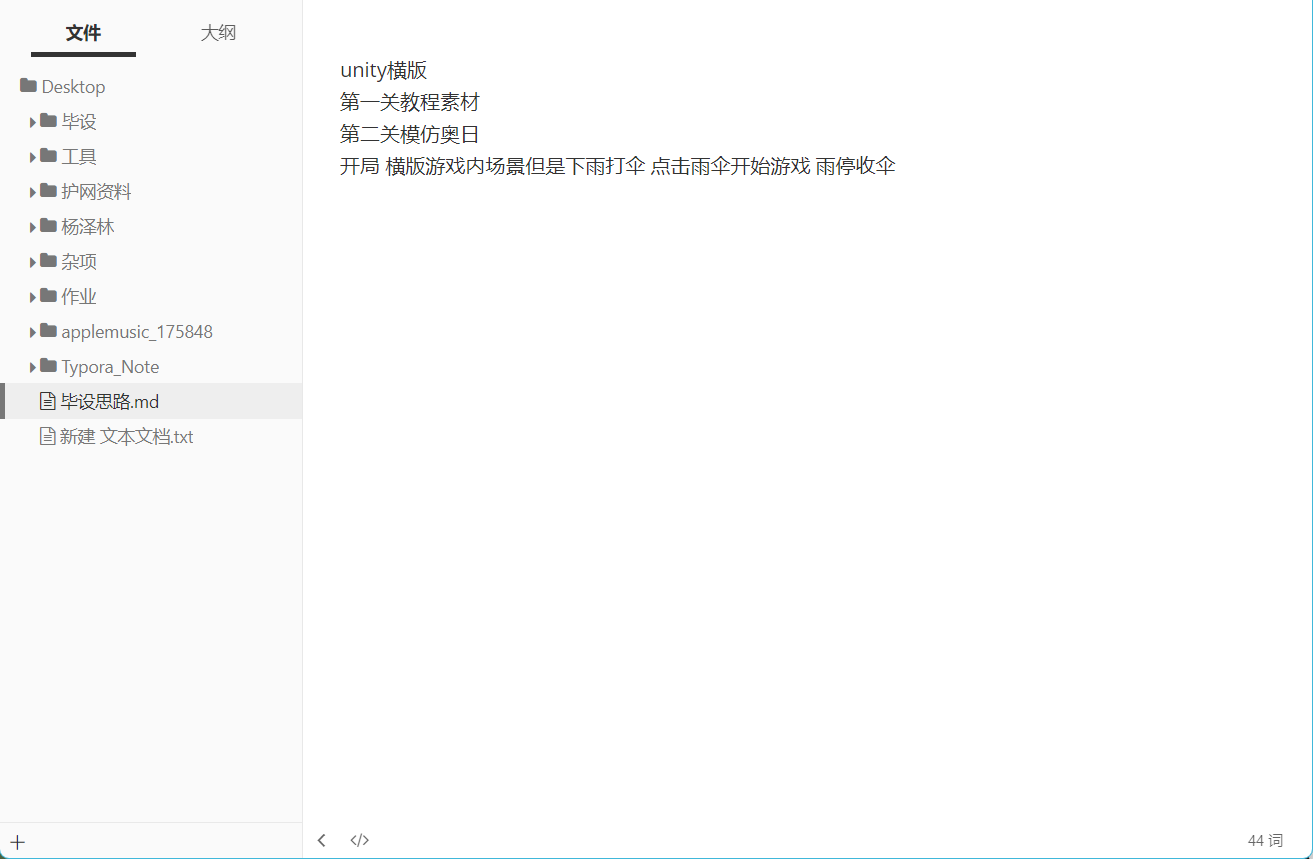 文件 大纲
Desktop
毕设
工具
护网资料
杨泽林
杂项
作业
applemusic_175848
Typora_Note
毕设思路.md
新建 文本文档.txt
unity横版
第一关教程素材
第二关模仿奥日
开局 横版游戏内场景但是下雨打伞 点击雨伞开始游戏 雨停收伞
</> 44 词